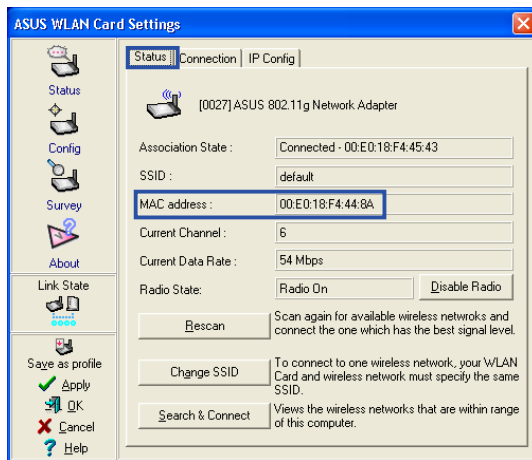 ASUS WLAN Card Settings
Status
Config
Survey
About
Link State
Save as profile
Apply
OK
Cancel
Help
Status Connection IP Config
[0027] ASUS 802.11g Network Adapter
Association State : Connected - 00:E0:18:F4:45:43
SSID : default
MAC address : 00:E0:18:F4:44:8A
Current Channel : 6
Current Data Rate : 54 Mbps
Radio State: Radio On Disable Radio
Rescan
Scan again for available wireless netwroks and
connect the one which has the best signal level.
Change SSID
To connect to one wireless network, your WLAN
Card and wireless network must specify the same
SSID.
Search & Connect
Views the wireless networks that are within range
of this computer.